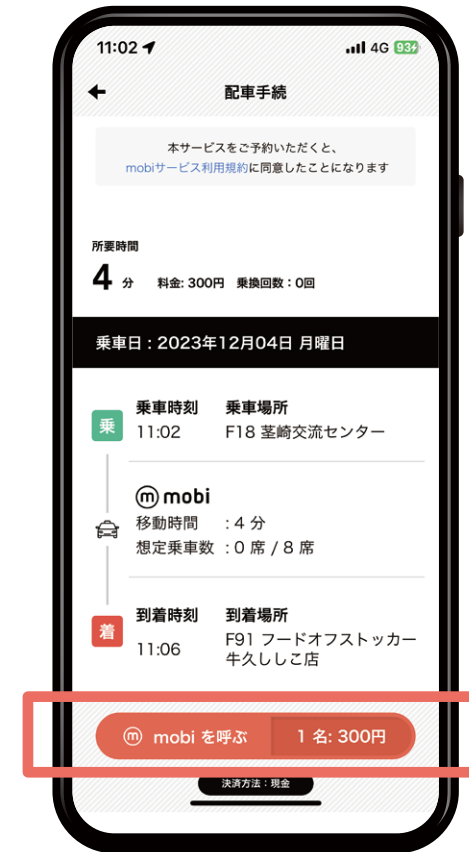 11:02 4G 93
配車手続
本サービスをご予約いただくと、
mobiサービス利用規約に同意したことになります
所要時間
4 分 料金: 300円 乗換回数：0回
乗車日 : 2023年12月04日 月曜日
乗 乗車時刻 乗車場所
11:02 F18 茎崎交流センター
m mobi
移動時間 : 4 分
想定乗車数 : 0 席 / 8 席
着 到着時刻 到着場所
11:06 F91 フードオフストッカー
牛久ししこ店
m mobi を呼ぶ 1 名: 300円
決済方法：現金